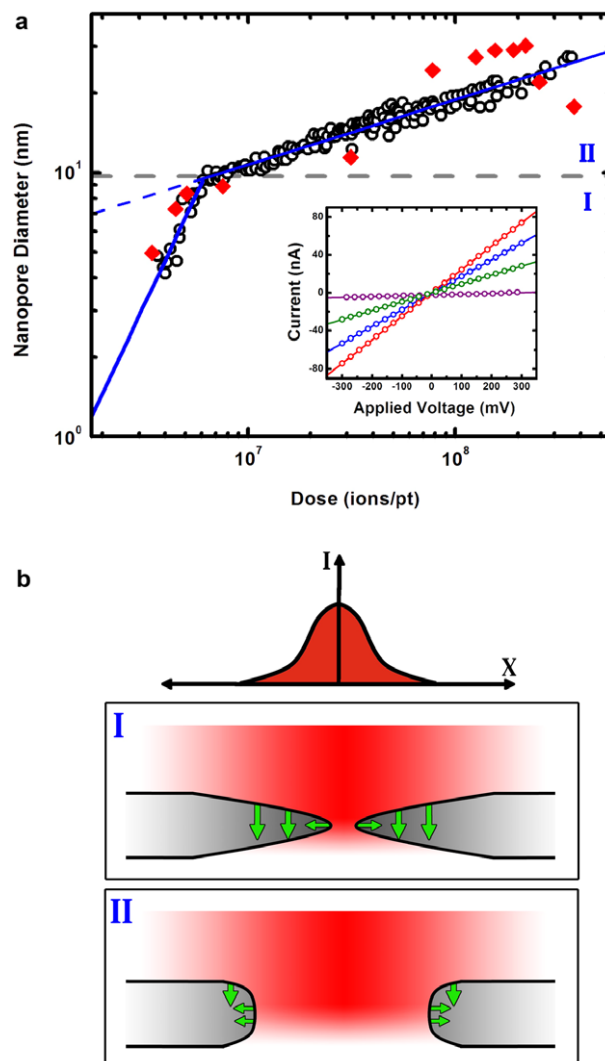 a
Nanopore Diameter (nm)
10¹
10⁰
II
I
Current (nA)
80
40
0
-40
-80
-300 -200 -100 0 100 200 300
Applied Voltage (mV)
10⁷ 10⁸
Dose (ions/pt)
b
I
X
I
II